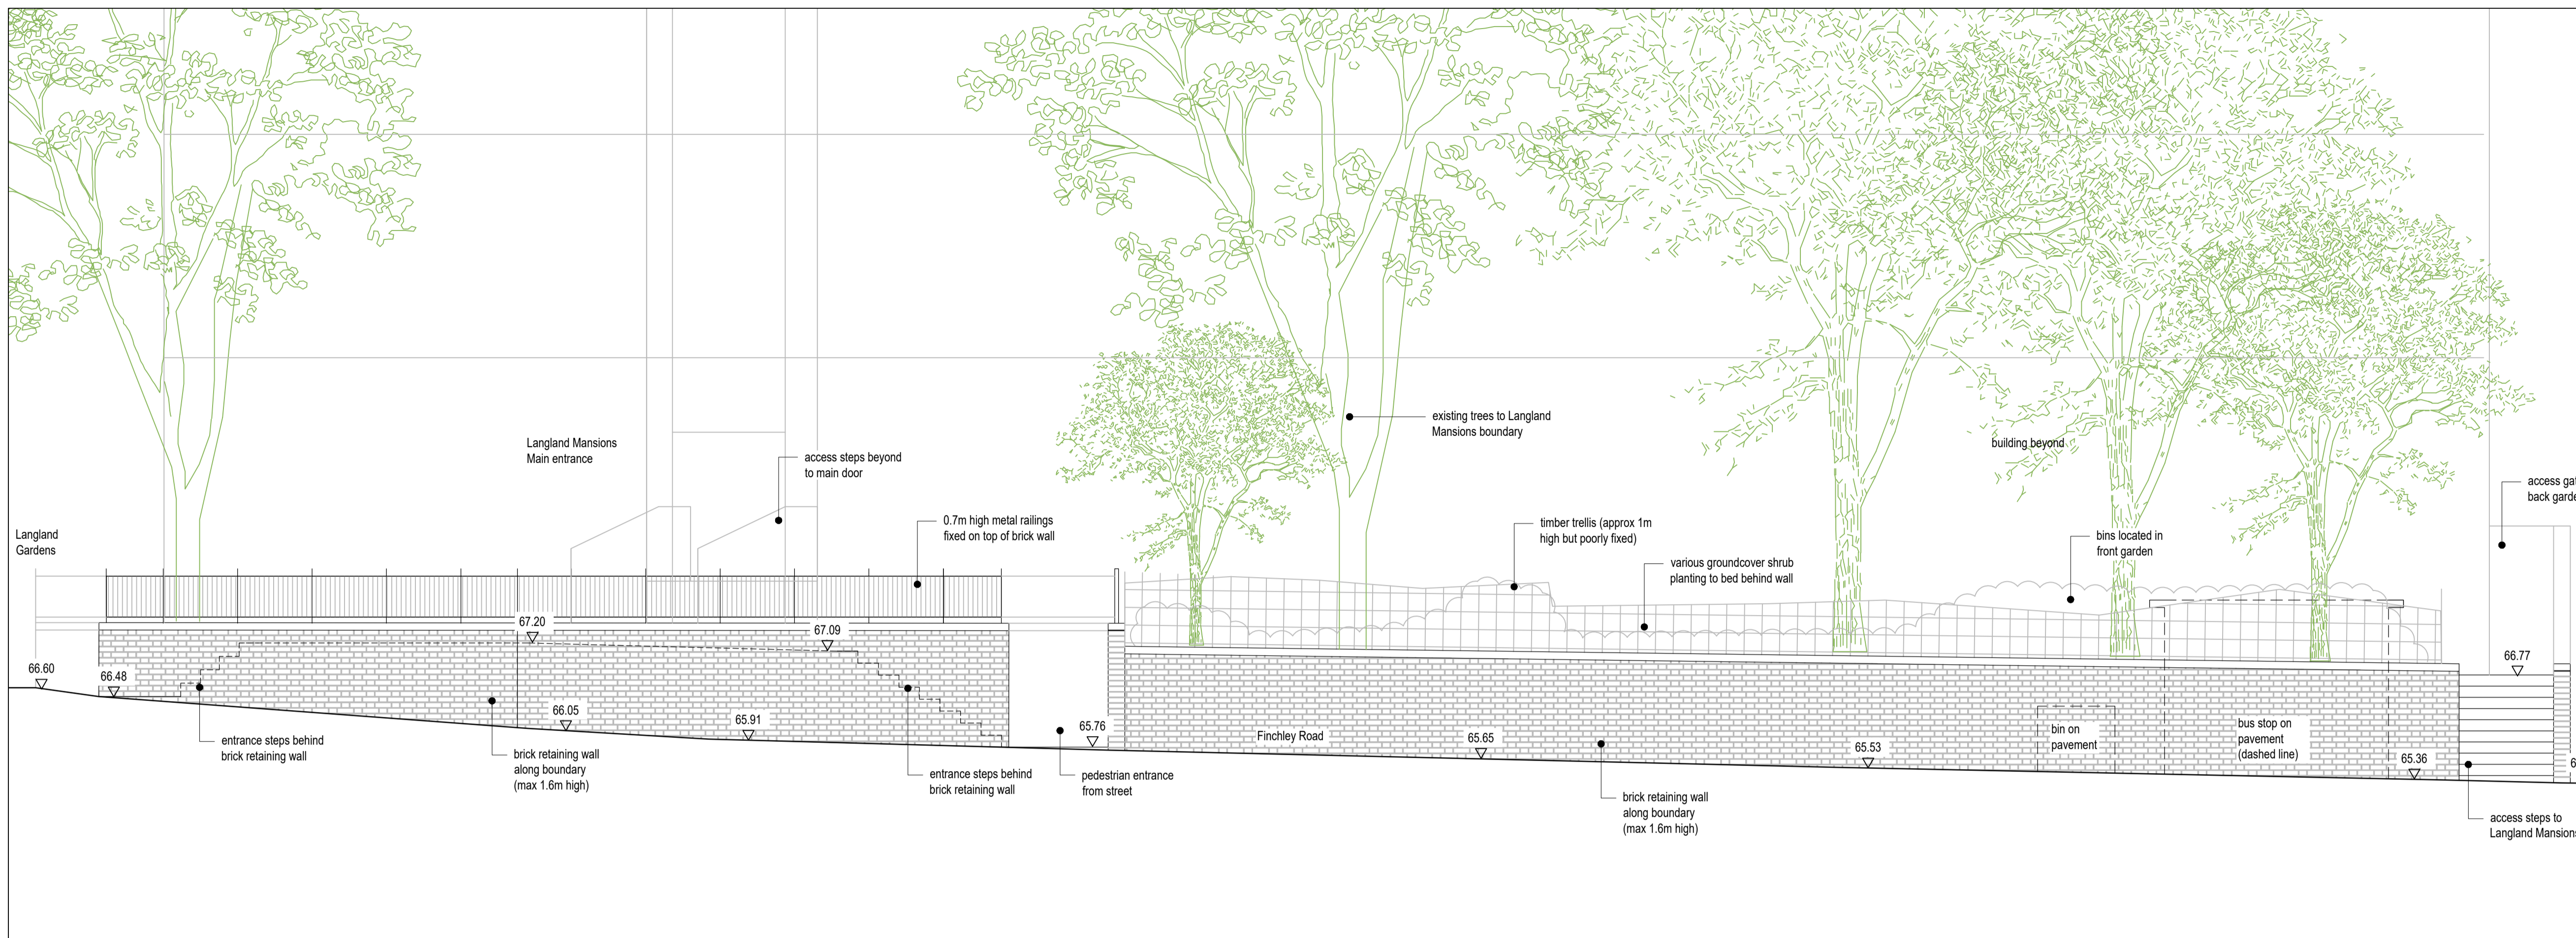 Langland Mansions
Main entrance
access steps beyond
to main door
existing trees to Langland
Mansions boundary
building beyond
Langland
Gardens
0.7m high metal railings
fixed on top of brick wall
timber trellis (approx 1m
high but poorly fixed)
various groundcover shrub
planting to bed behind wall
bins located in
front garden
access
back
66.60
66.48
67.20
66.05
65.91
67.09
65.76
Finchley Road
65.65
65.53
bin on
pavement
bus stop on
pavement
(dashed line)
65.36
66.77
entrance steps behind
brick retaining wall
brick retaining wall
along boundary
(max 1.6m high)
entrance steps behind
brick retaining wall
pedestrian entrance
from street
brick retaining wall
along boundary
(max 1.6m high)
access steps to
Langland Mansions